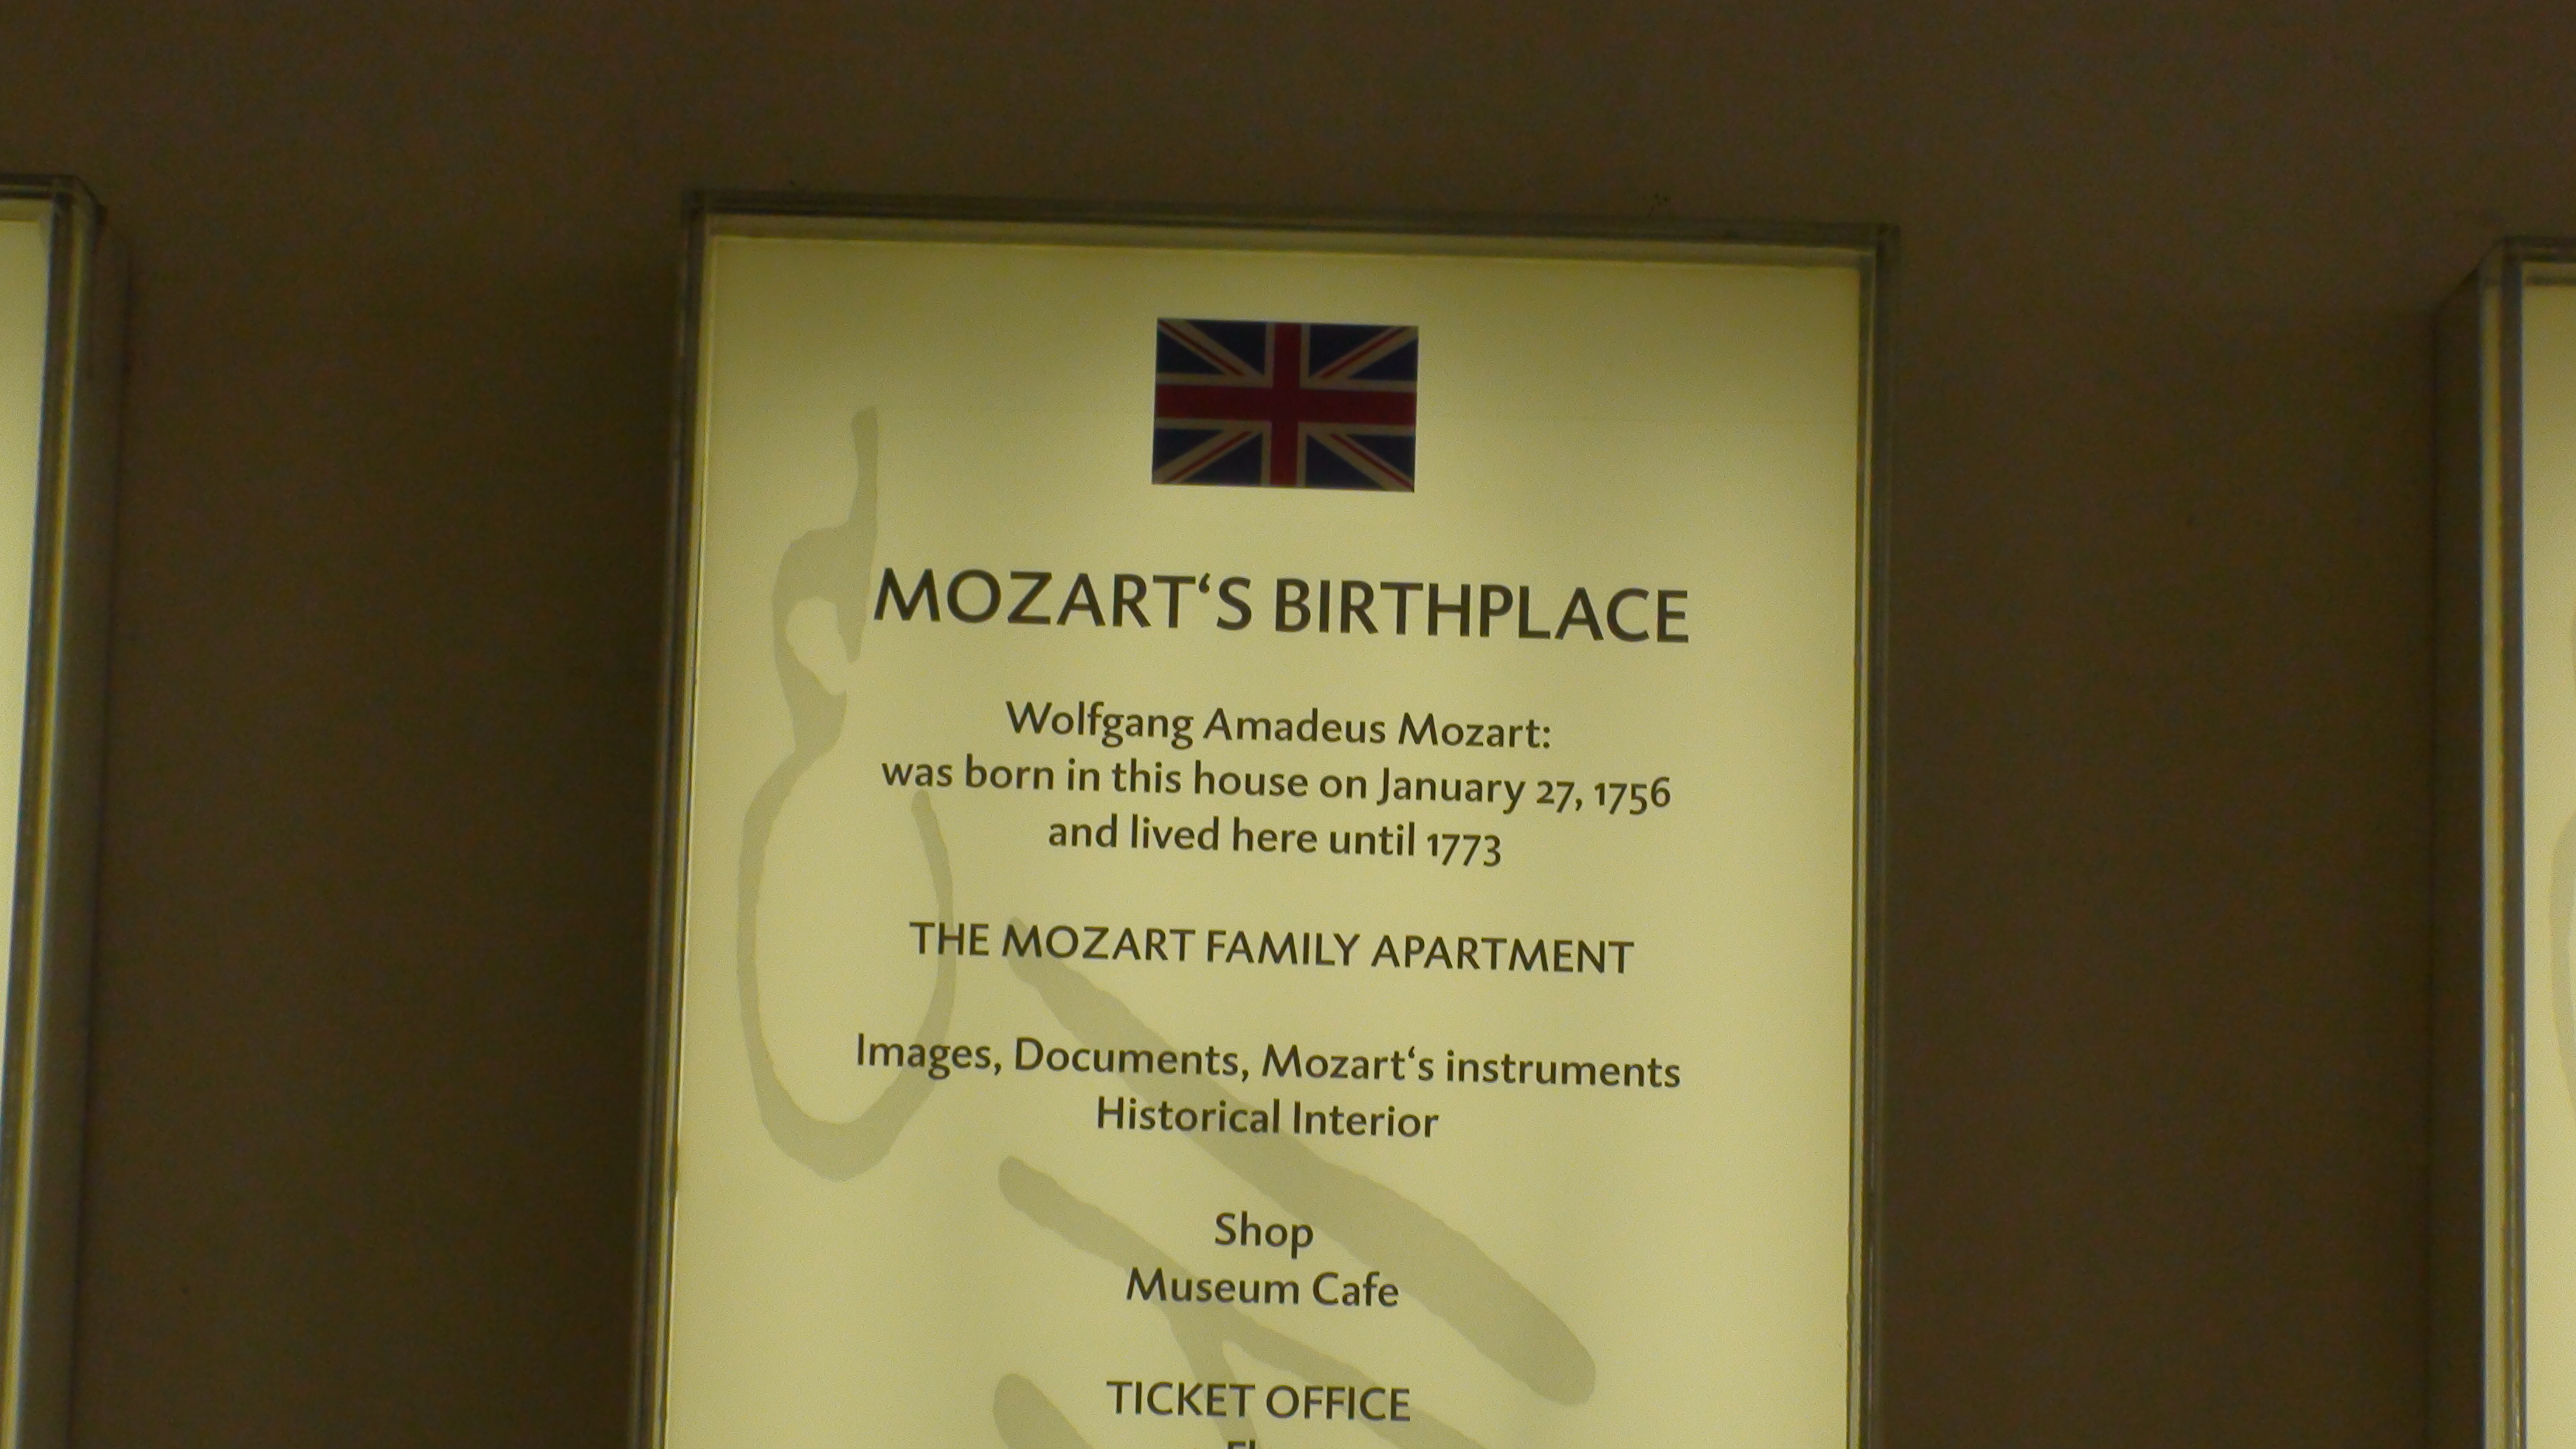 MOZART‘S BIRTHPLACE
Wolfgang Amadeus Mozart:
was born in this house on January 27, 1756
and lived here until 1773
THE MOZART FAMILY APARTMENT
Images, Documents, Mozart‘s instruments
Historical Interior
Shop
Museum Cafe
TICKET OFFICE